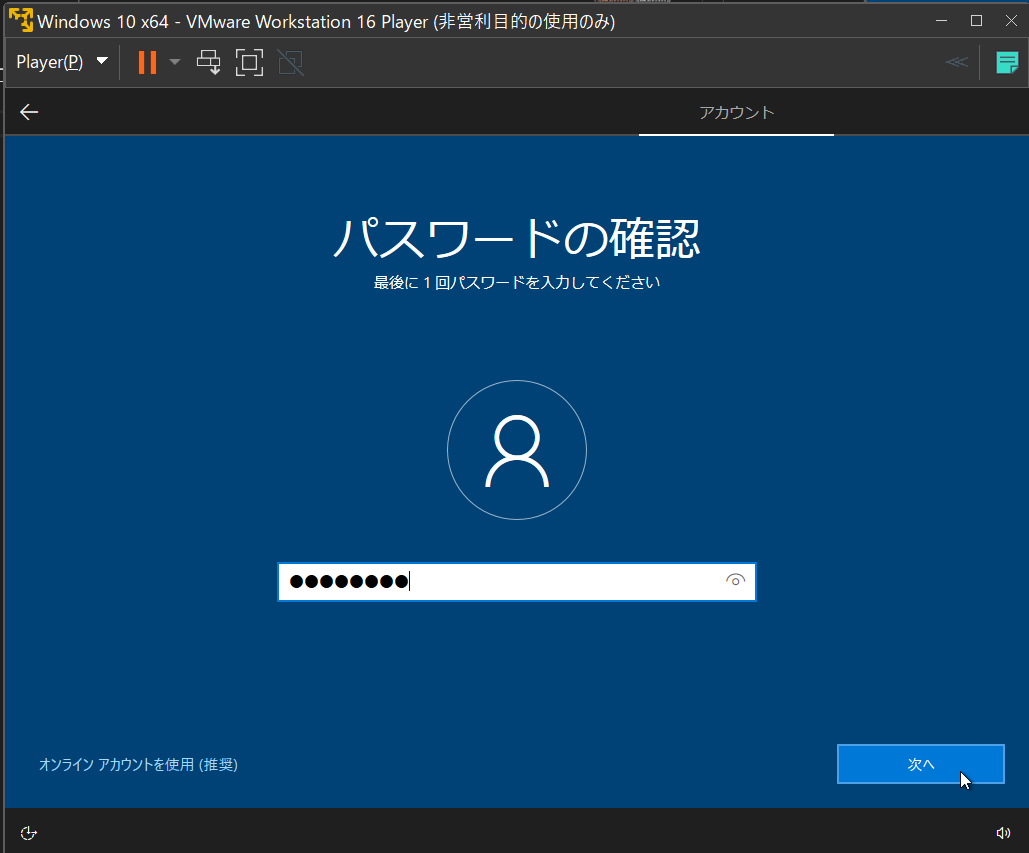 Windows 10 x64 - VMware Workstation 16 Player (非営利目的の使用のみ)
Player(P)
アカウント
パスワードの確認
最後に 1 回パスワードを入力してください
オンライン アカウントを使用 (推奨)
次へ